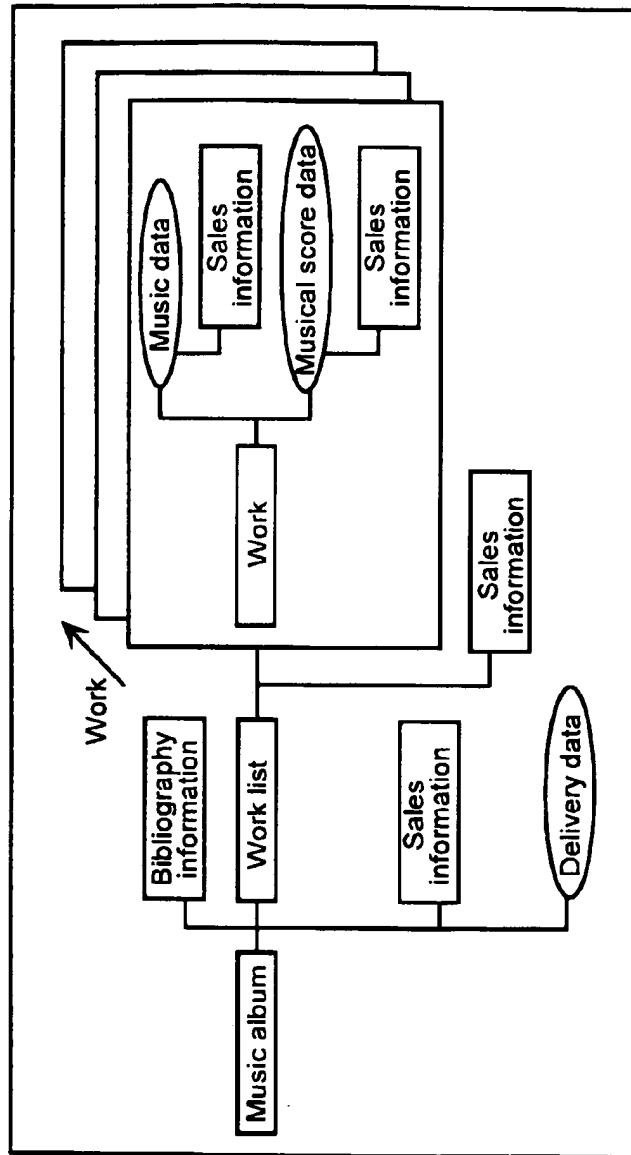 Music album
Bibliography
information
Work list
Sales
information
Delivery data
Work
Sales
information
Work
Music data
Sales
information
Musical score data
Sales
information